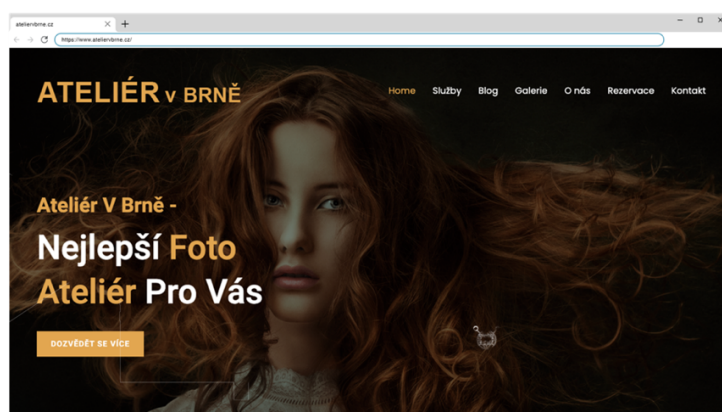 ateliervbrne.cz
https://www.ateliervbrne.cz/
ATELIÉR V BRNĚ
Home Služby Blog Galerie O nás Rezervace Kontakt
Ateliér V Brně -
Nejlepší Foto
Ateliér Pro Vás
DOZVĚDĚT SE VÍCE